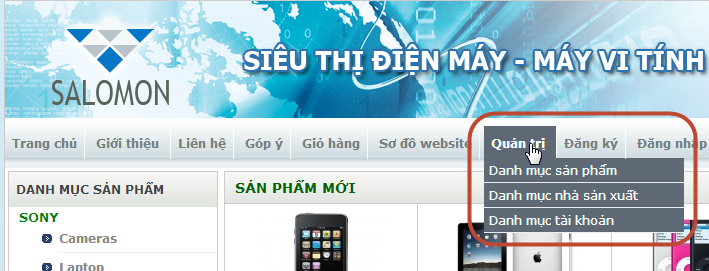 SIÊU THỊ ĐIỆN MÁY - MÁY VI TÍNH
SALOMON
Trang chủ Giới thiệu Liên hệ Góp ý Giỏ hàng Sơ đồ website Quản trị Đăng ký Đăng nhập
Danh mục sản phẩm
Danh mục nhà sản xuất
Danh mục tài khoản
DANH MỤC SẢN PHẨM
SONY
Cameras
Laptop
SẢN PHẨM MỚI